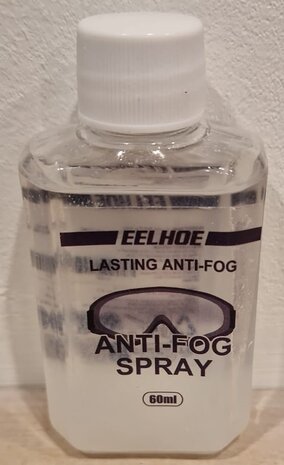 EELHOE
LASTING ANTI-FOG
ANTI-FOG
SPRAY
60ml